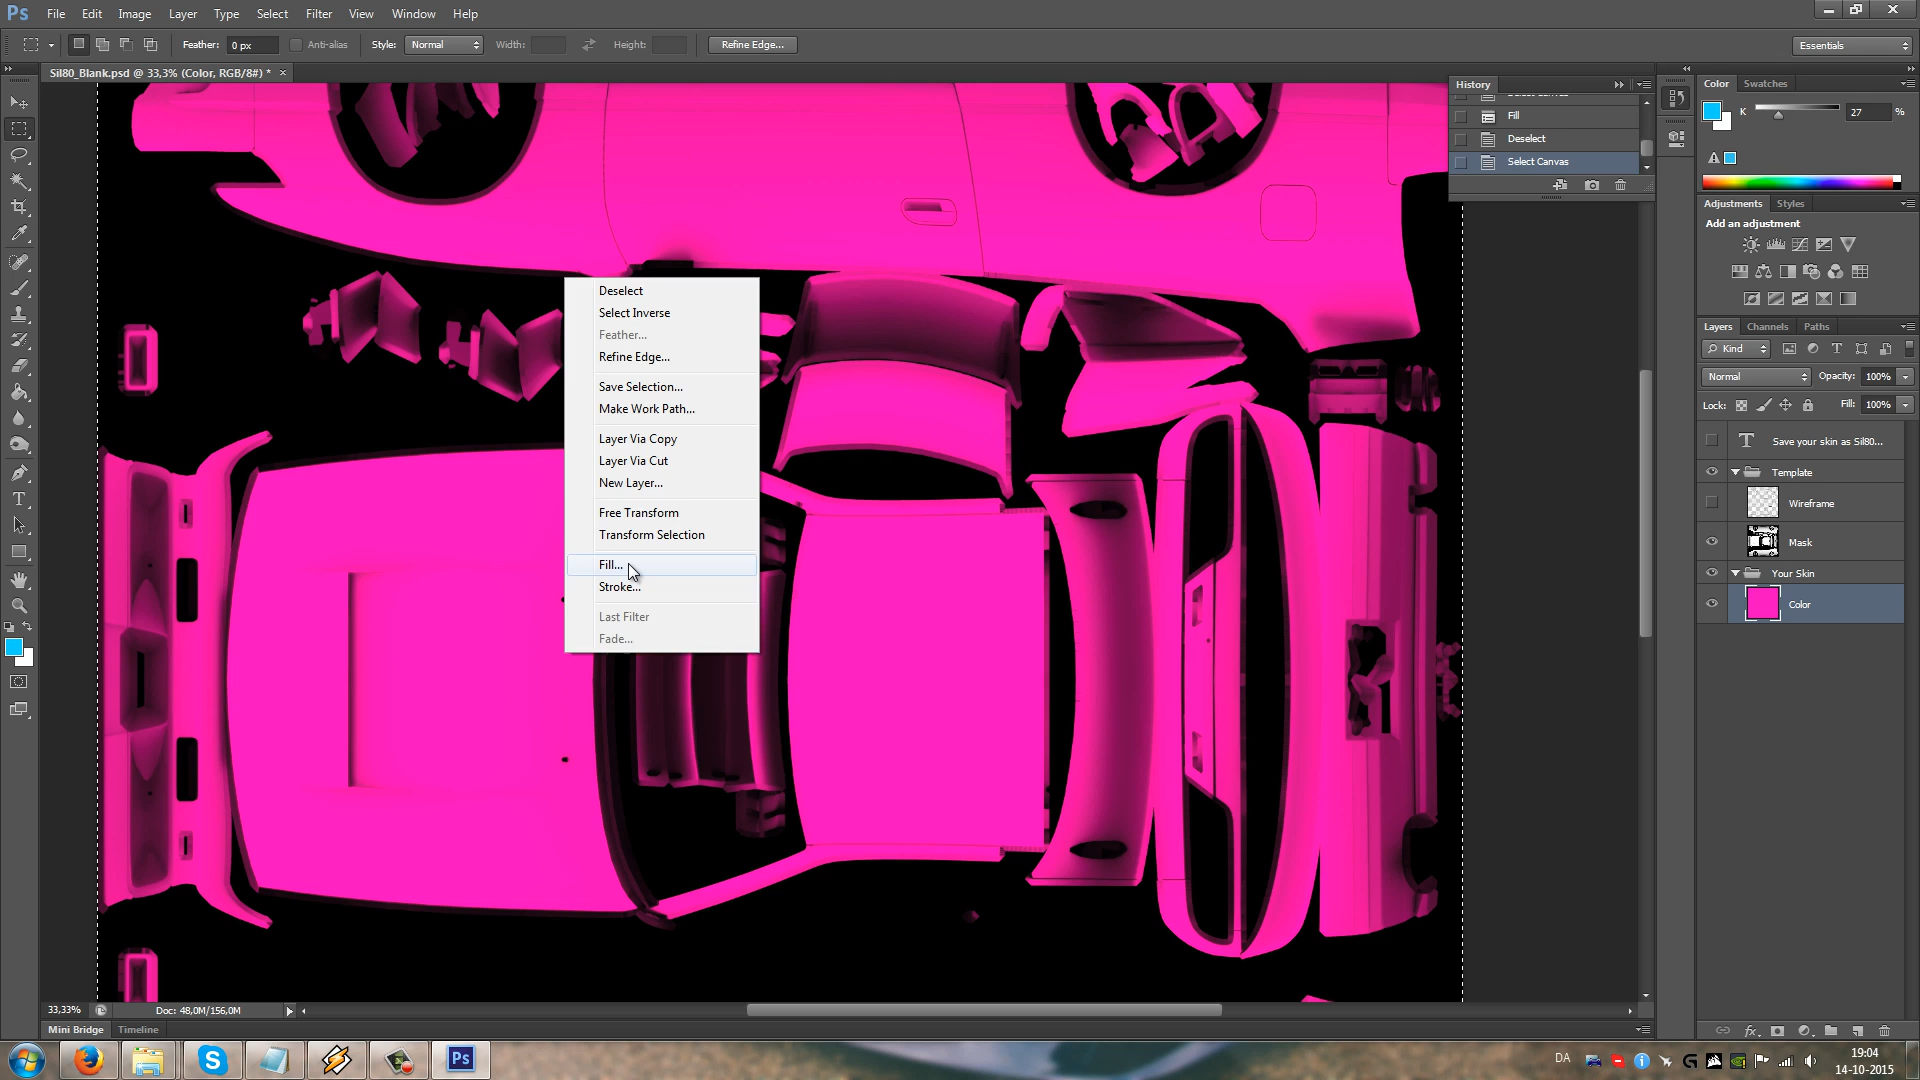 Ps File Edit Image Layer Type Select Filter View Window Help
Feather: 0 px Anti-alias Style: Normal Width: Height: Refine Edge... Essentials
Sil80_Blank.psd @ 33,3% (Color, RGB/8#) * ×
History
Fill
Deselect
Select Canvas
Color Swatches
K 27 %
Adjustments Styles
Add an adjustment
Layers Channels Paths
Kind
Normal Opacity: 100%
Lock: Fill: 100%
T Save your skin as Sil80...
Template
Wireframe
Mask
Your Skin
Color
Deselect
Select Inverse
Feather...
Refine Edge...
Save Selection...
Make Work Path...
Layer Via Copy
Layer Via Cut
New Layer...
Free Transform
Transform Selection
Fill...
Stroke...
Last Filter
Fade...
33,33% Doc: 48,0M/156,0M
Mini Bridge Timeline
Ps DA 19:04
14-10-2015